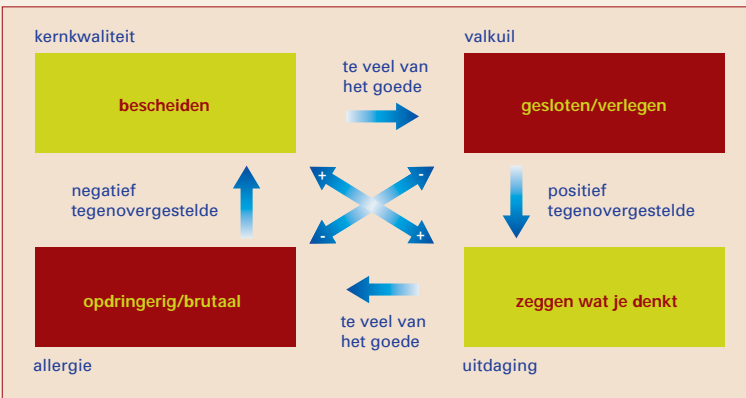 kernkwaliteit
valkuil
bescheiden
te veel van
het goede
gesloten/verlegen
+
-
negatief
tegenovergestelde
positief
tegenovergestelde
-
+
opdringerig/brutaal
te veel van
het goede
zeggen wat je denkt
allergie
uitdaging